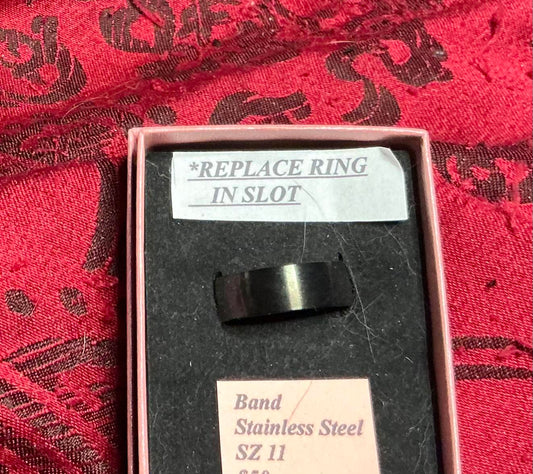 *REPLACE RING
IN SLOT
Band
Stainless Steel
SZ 11